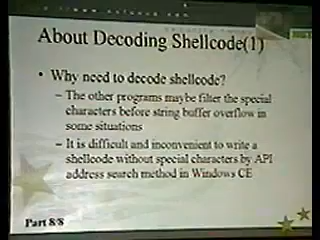 About Decoding Shellcode(1)
• Why need to decode shellcode?
– The other programs maybe filter the special
characters before string buffer overflow in
some situations
– It is difficult and inconvenient to write a
shellcode without special characters by API
address search method in Windows CE
Part 8/8